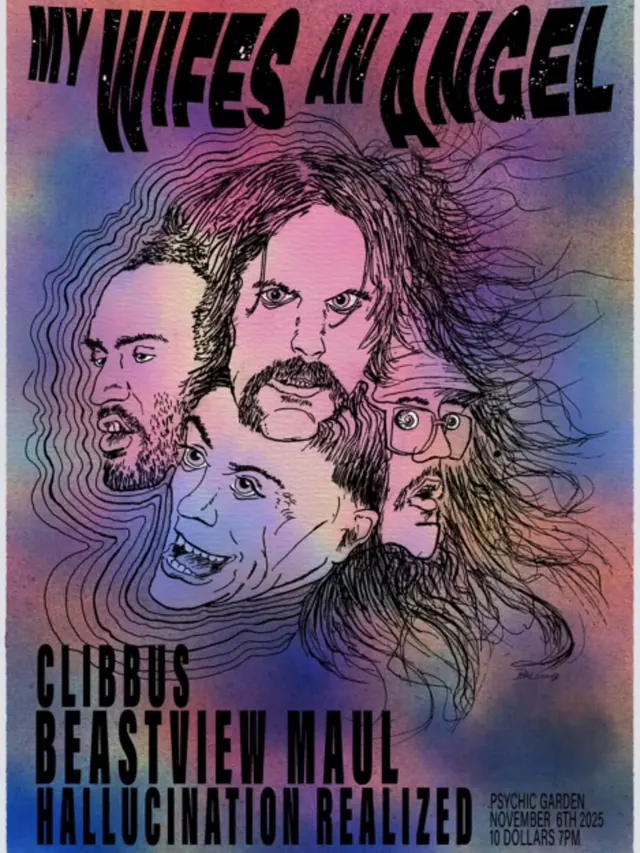 MY WIFES AN ANGEL
CLIBBUS
BEASTVIEW MAUL
HALLUCINATION REALIZED
PSYCHIC GARDEN
NOVEMBER 6TH 2025
10 DOLLARS 7PM